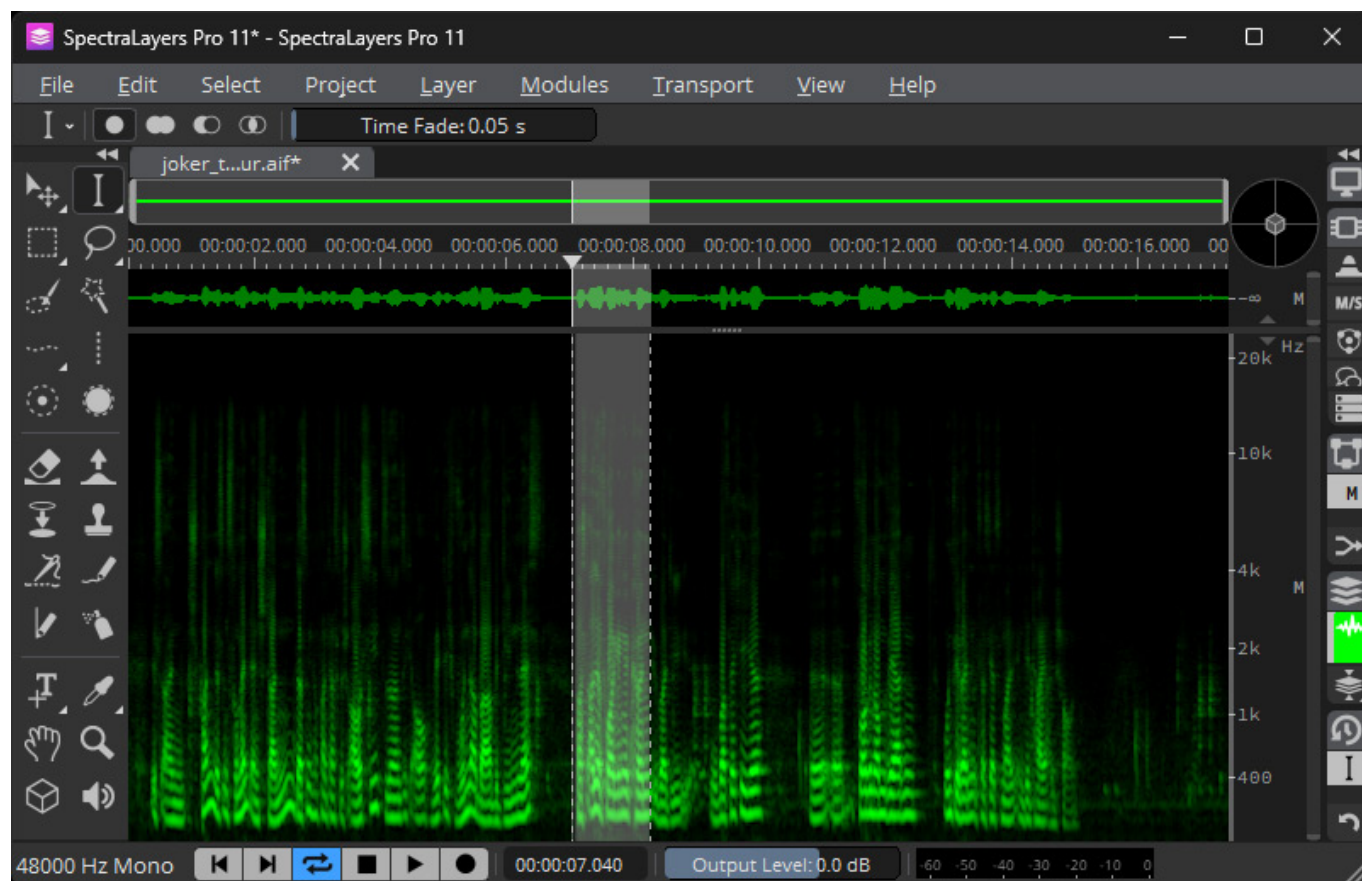 SpectraLayers Pro 11* - SpectraLayers Pro 11
File Edit Select Project Layer Modules Transport View Help
Time Fade: 0.05 s
joker_t...ur.aif*
00.000 00:00:02.000 00:00:04.000 00:00:06.000 00:00:08.000 00:00:10.000 00:00:12.000 00:00:14.000 00:00:16.000 00
-∞ M
M/S
Hz
20k
10k
M
4k
M
2k
1k
400
48000 Hz Mono 00:00:07.040 Output Level: 0.0 dB -60 -50 -40 -30 -20 -10 0